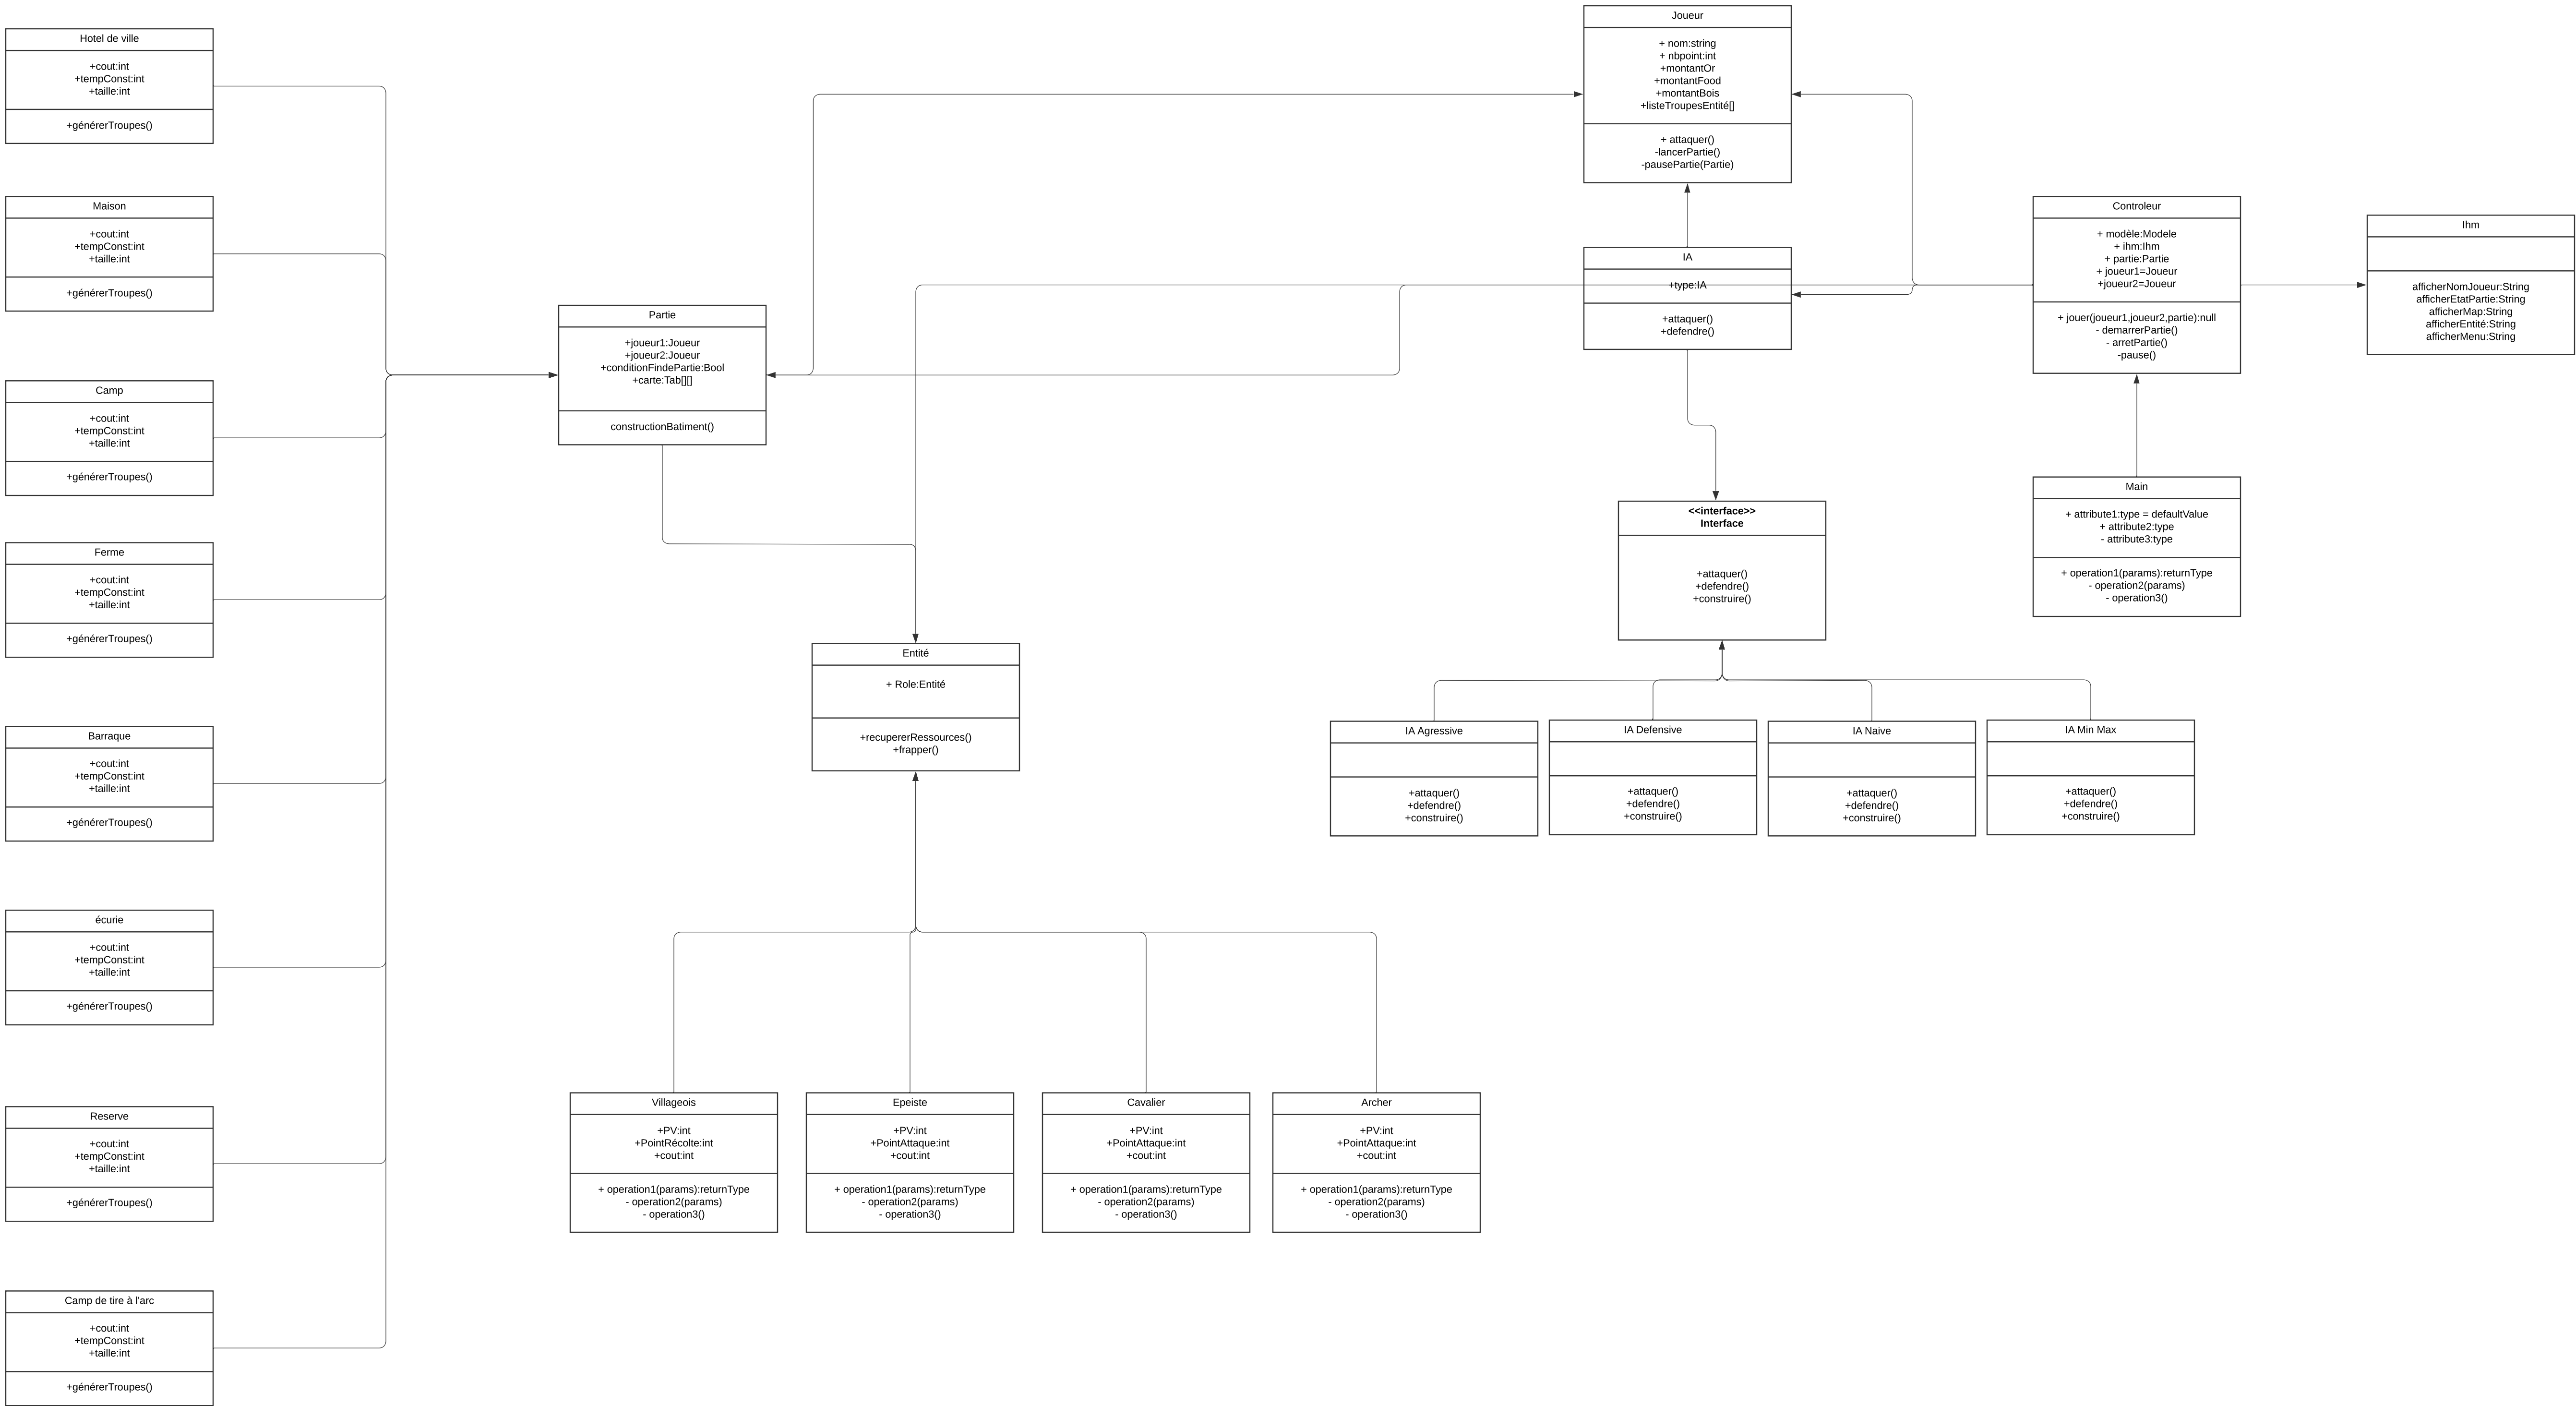 Hotel de ville
+cout:int
+tempConst:int
+taille:int
+générerTroupes()
Maison
+cout:int
+tempConst:int
+taille:int
+générerTroupes()
Camp
+cout:int
+tempConst:int
+taille:int
+générerTroupes()
Ferme
+cout:int
+tempConst:int
+taille:int
+générerTroupes()
Barraque
+cout:int
+tempConst:int
+taille:int
+générerTroupes()
écurie
+cout:int
+tempConst:int
+taille:int
+générerTroupes()
Reserve
+cout:int
+tempConst:int
+taille:int
+générerTroupes()
Camp de tire à l'arc
+cout:int
+tempConst:int
+taille:int
+générerTroupes()
Partie
+joueur1:Joueur
+joueur2:Joueur
+conditionFindePartie:Bool
+carte:Tab[][]
constructionBatiment()
Entité
+ Role:Entité
+recupererRessources()
+frapper()
Villageois
+PV:int
+PointRécolte:int
+cout:int
+ operation1(params):returnType
- operation2(params)
- operation3()
Epeiste
+PV:int
+PointAttaque:int
+cout:int
+ operation1(params):returnType
- operation2(params)
- operation3()
Cavalier
+PV:int
+PointAttaque:int
+cout:int
+ operation1(params):returnType
- operation2(params)
- operation3()
Archer
+PV:int
+PointAttaque:int
+cout:int
+ operation1(params):returnType
- operation2(params)
- operation3()
Joueur
+ nom:string
+ nbpoint:int
+montantOr
+montantFood
+montantBois
+listeTroupesEntité[]
+ attaquer()
-lancerPartie()
-pausePartie(Partie)
IA
+type:IA
+attaquer()
+defendre()
<<interface>>
Interface
+attaquer()
+defendre()
+construire()
IA Agressive
+attaquer()
+defendre()
+construire()
IA Defensive
+attaquer()
+defendre()
+construire()
IA Naive
+attaquer()
+defendre()
+construire()
IA Min Max
+attaquer()
+defendre()
+construire()
Controleur
+ modèle:Modele
+ ihm:Ihm
+ partie:Partie
+ joueur1=Joueur
+joueur2=Joueur
+ jouer(joueur1,joueur2,partie):null
- demarrerPartie()
- arretPartie()
-pause()
Main
+ attribute1:type = defaultValue
+ attribute2:type
- attribute3:type
+ operation1(params):returnType
- operation2(params)
- operation3()
Ihm
afficherNomJoueur:String
afficherEtatPartie:String
afficherMap:String
afficherEntité:String
afficherMenu:String